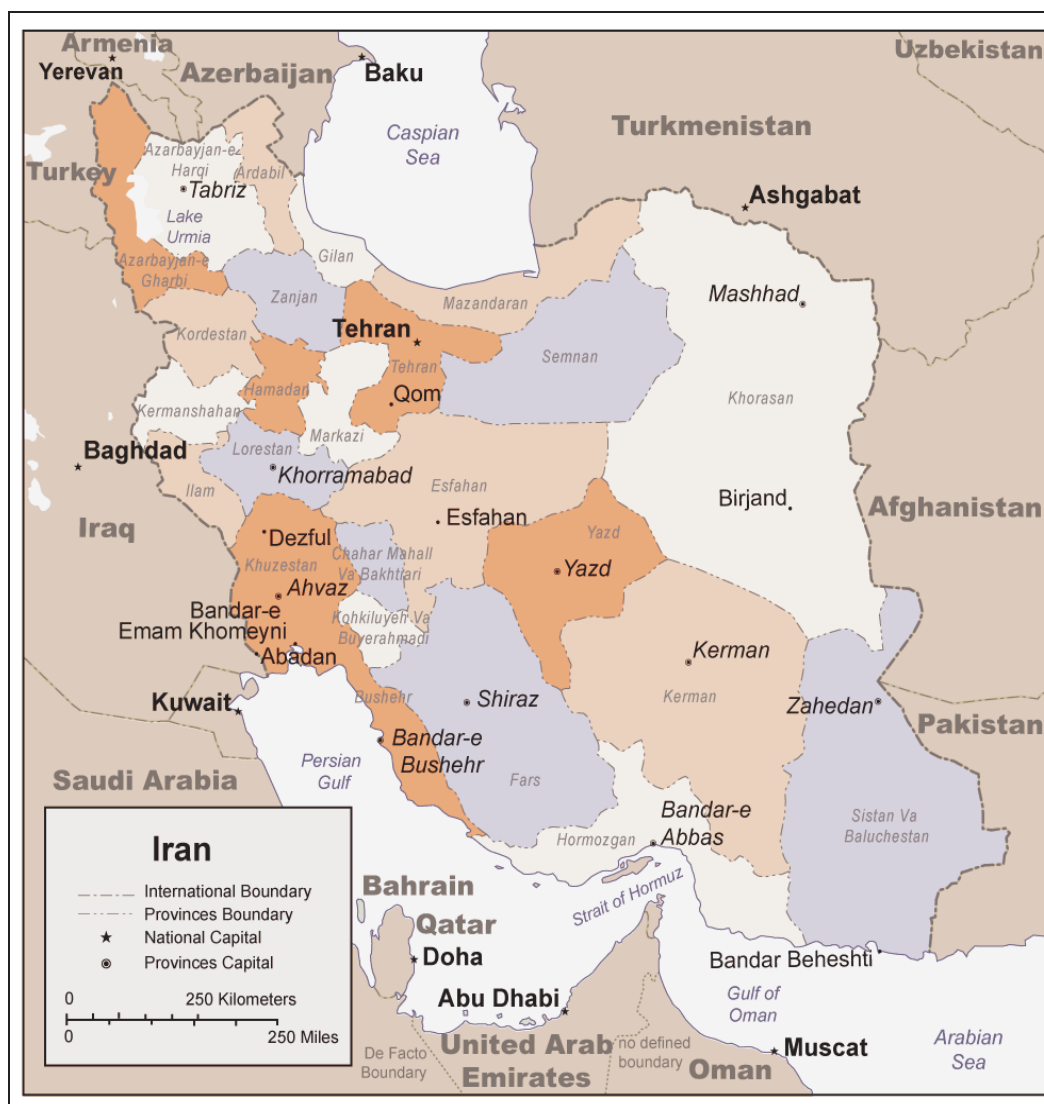 Armenia
Yerevan
Azerbaijan
Baku
Uzbekistan
Caspian
Sea
Turkmenistan
Turkey
Azarbayjan-e
Harqi
Ardabil
Tabriz
Ashgabat
Lake
Urmia
Gilan
Azarbayjan-e
Gharbi
Zanjan
Mazandaran
Mashhad
Kordestan
Tehran
Tehran
Semnan
Hamadan
Qom
Khorasan
Kermanshahan
Markazi
Baghdad
Lorestan
Khorramabad
Ilam
Esfahan
Birjand
Afghanistan
Iraq
Esfahan
Dezful
Yazd
Chahar Mahall
Va Bakhtiari
Khuzestan
Yazd
Ahvaz
Bandar-e
Emam Khomeyni
Kohkiluyeh Va
Buyerahmadi
Abadan
Kerman
Kuwait
Bushehr
Shiraz
Kerman
Zahedan
Pakistan
Bandar-e
Bushehr
Persian
Gulf
Saudi Arabia
Fars
Bandar-e
Abbas
Sistan Va
Baluchestan
Hormozgan
Iran
International Boundary
Provinces Boundary
National Capital
Provinces Capital
0 250 Kilometers
0 250 Miles
Bahrain
Qatar
Strait of Hormuz
Doha
Bandar Beheshti
Abu Dhabi
Gulf of
Oman
De Facto
Boundary
United Arab
Emirates
no defined
boundary
Oman
Muscat
Arabian
Sea